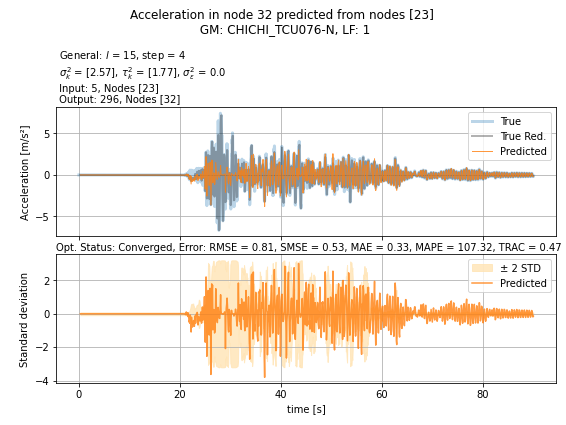 Acceleration in node 32 predicted from nodes [23]
GM: CHICHI_TCU076-N, LF: 1
General: l = 15, step = 4
σ²ₖ = [2.57], τ²ₖ = [1.77], σ²ₑ = 0.0
Input: 5, Nodes [23]
Output: 296, Nodes [32]
Acceleration [m/s²]
5
0
−5
True
True Red.
Predicted
Opt. Status: Converged, Error: RMSE = 0.81, SMSE = 0.53, MAE = 0.33, MAPE = 107.32, TRAC = 0.47
Standard deviation
2
0
−2
−4
± 2 STD
Predicted
0 20 40 60 80
time [s]